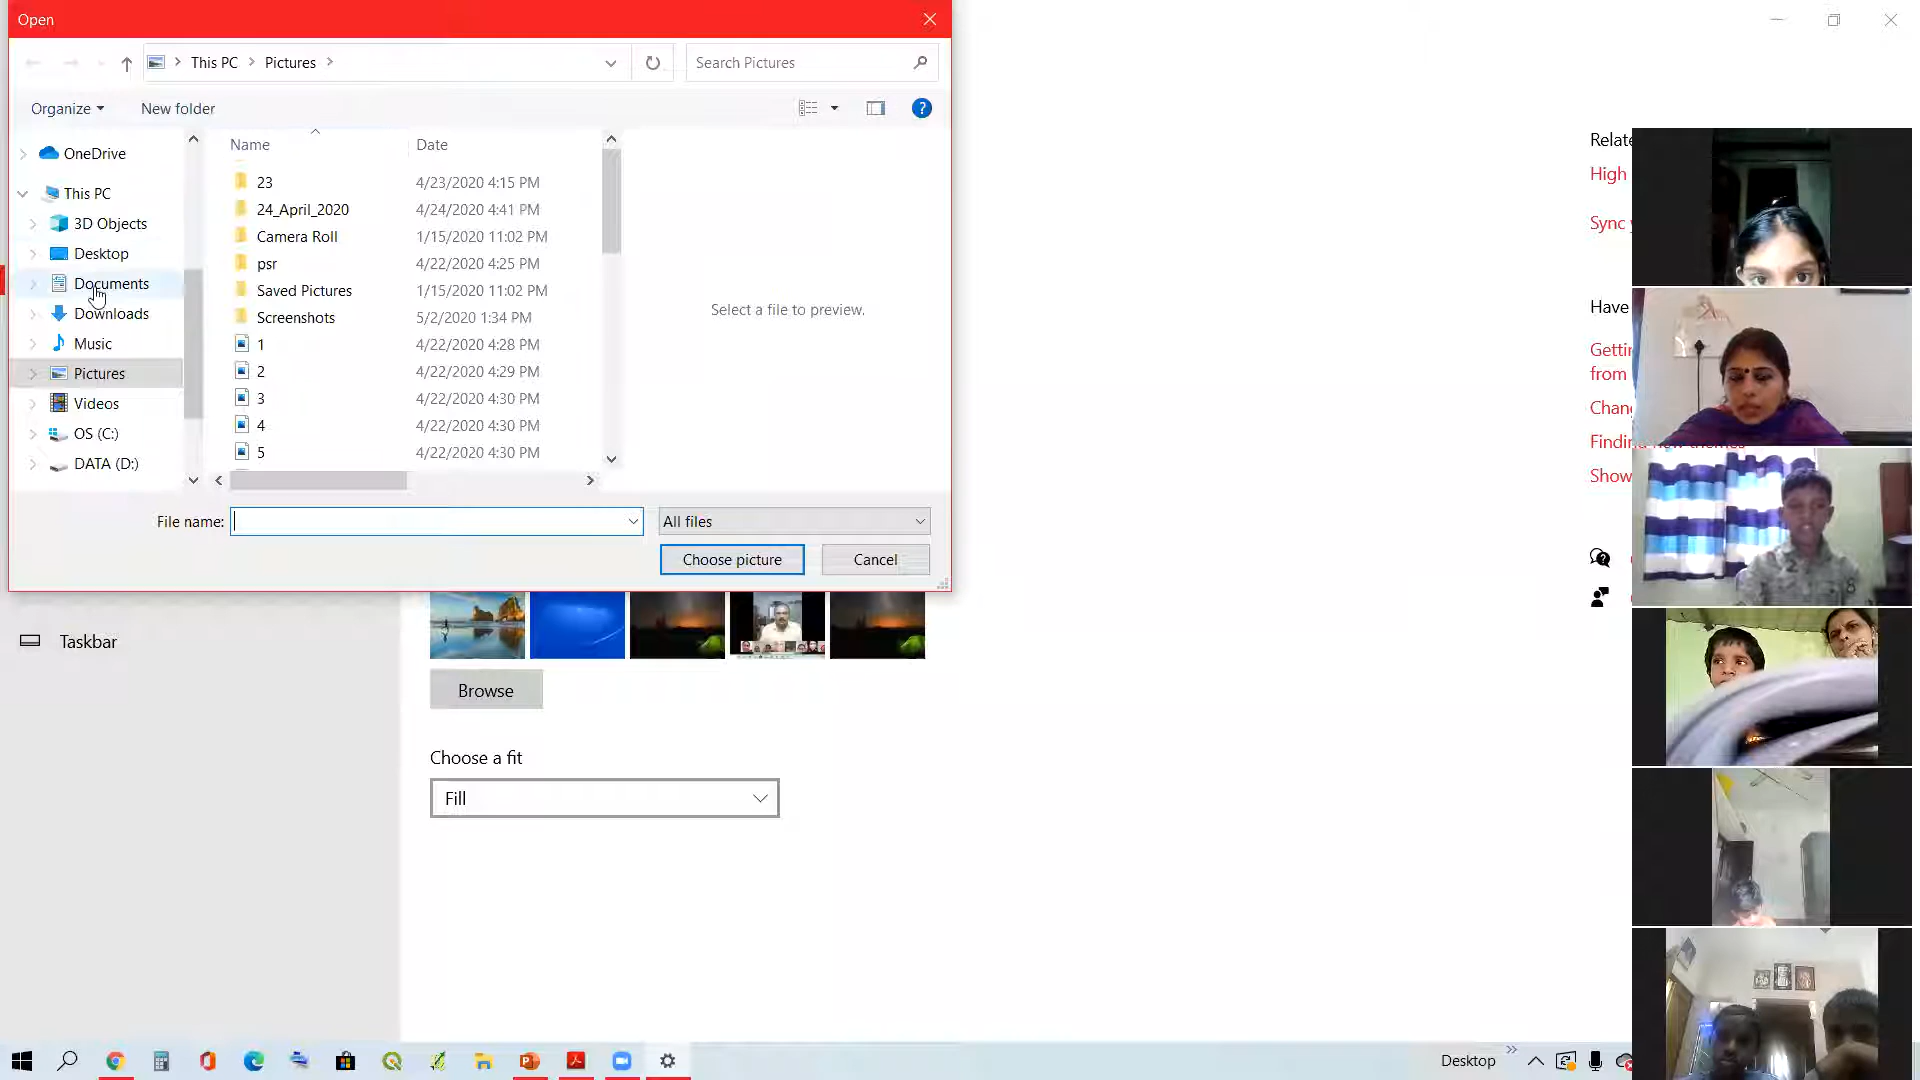 Open
This PC > Pictures >
Search Pictures
Organize
New folder
?
OneDrive
This PC
3D Objects
Desktop
Documents
Downloads
Music
Pictures
Videos
OS (C:)
DATA (D:)
Name Date
23 4/23/2020 4:15 PM
24_April_2020 4/24/2020 4:41 PM
Camera Roll 1/15/2020 11:02 PM
psr 4/22/2020 4:25 PM
Saved Pictures 1/15/2020 11:02 PM
Screenshots 5/2/2020 1:34 PM
1 4/22/2020 4:28 PM
2 4/22/2020 4:29 PM
3 4/22/2020 4:30 PM
4 4/22/2020 4:30 PM
5 4/22/2020 4:30 PM
Select a file to preview.
File name:
All files
Choose picture
Cancel
Taskbar
Browse
Choose a fit
Fill
High
Sync
Have
from
Show
Desktop